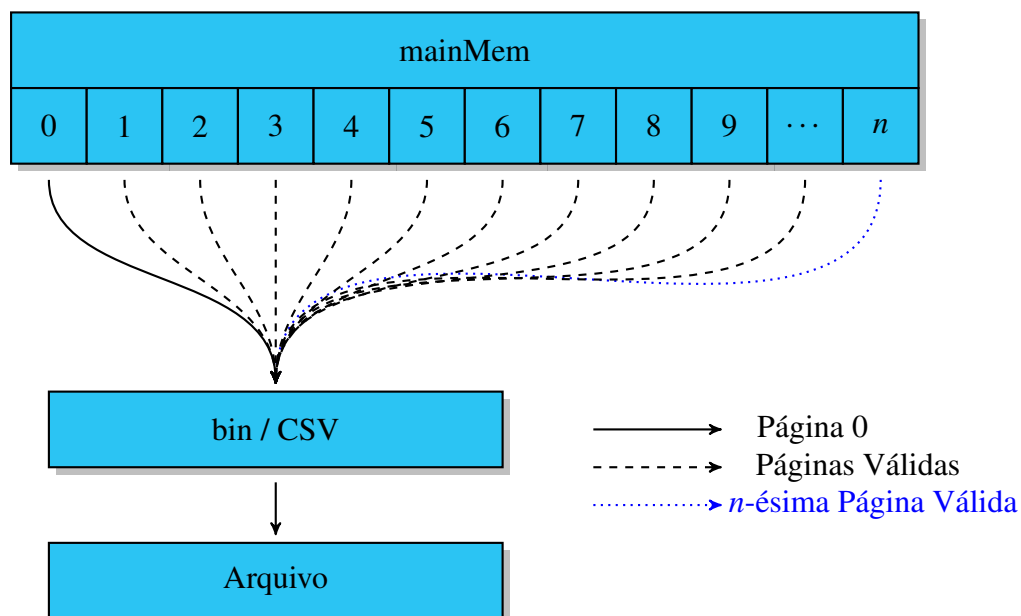 mainMem
0 1 2 3 4 5 6 7 8 9 ··· n
bin / CSV
Página 0
Páginas Válidas
n-ésima Página Válida
Arquivo